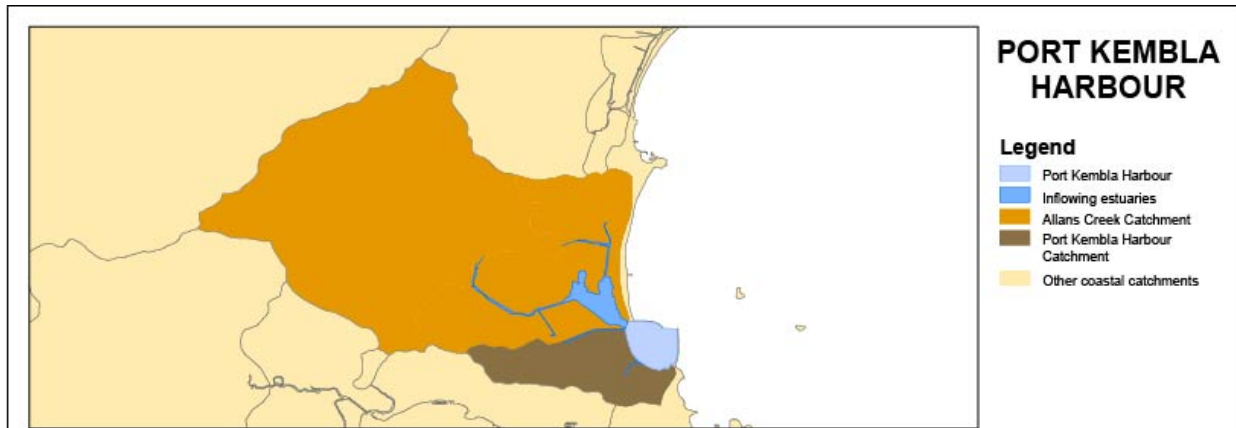 PORT KEMBLA
HARBOUR
Legend
Port Kembla Harbour
Inflowing estuaries
Allans Creek Catchment
Port Kembla Harbour
Catchment
Other coastal catchments